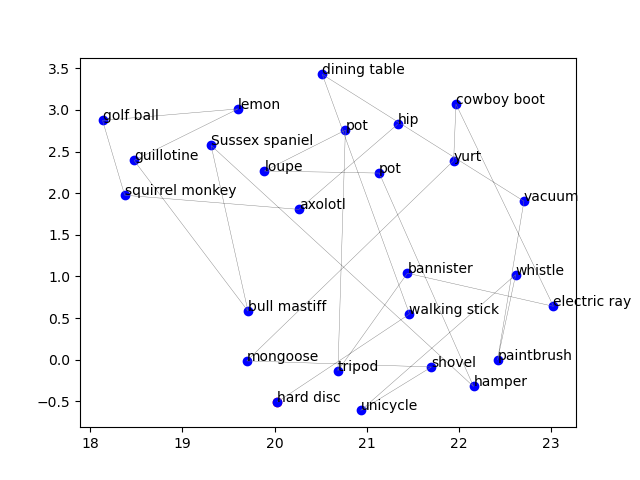 3.5
3.0
2.5
2.0
1.5
1.0
0.5
0.0
−0.5
18
19
20
21
22
23
dining table
cowboy boot
lemon
golf ball
hip
pot
Sussex spaniel
guillotine
yurt
loupe
pot
squirrel monkey
vacuum
axolotl
bannister
whistle
bull mastiff
walking stick
electric ray
mongoose
tripod
shovel
paintbrush
hamper
hard disc
unicycle